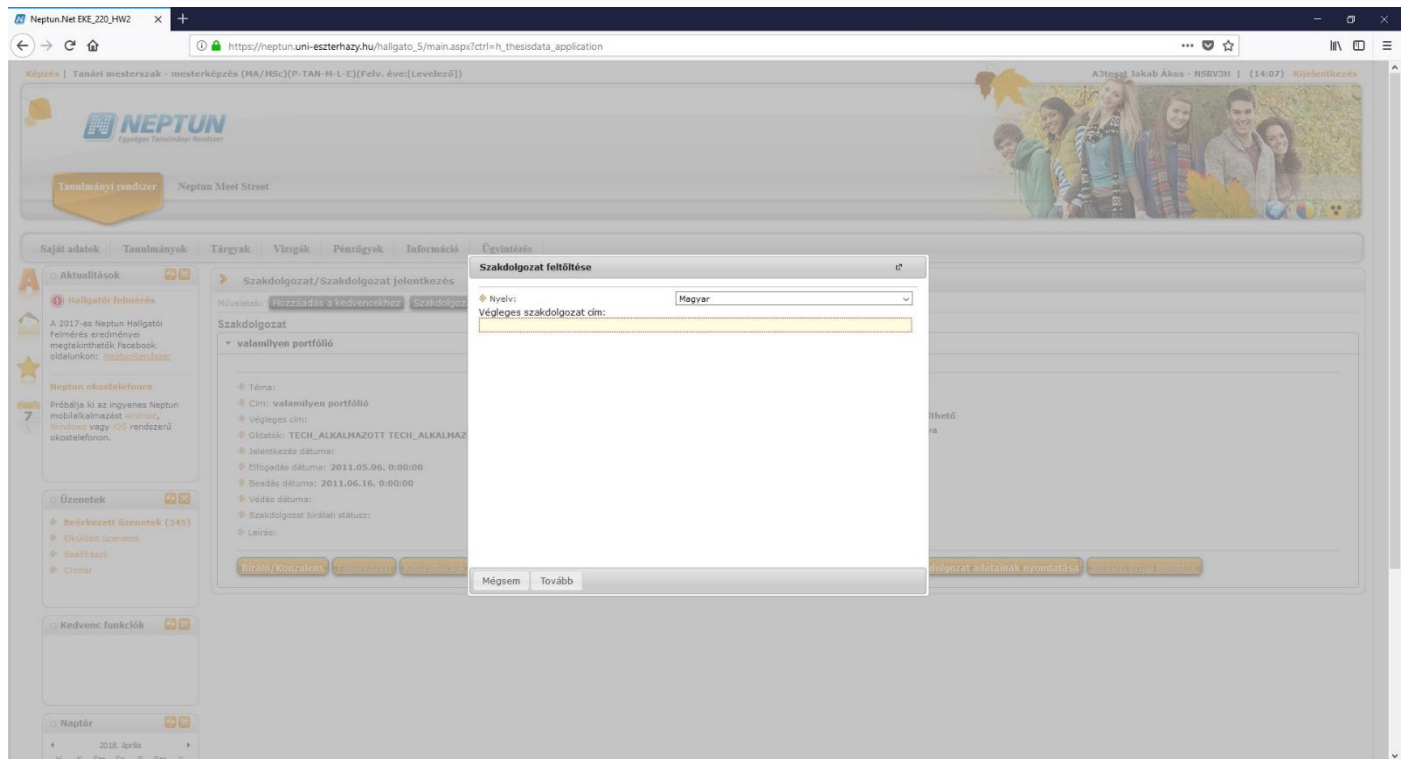 Neptun.Net EKE_220_HW2
https://neptun.uni-eszterhazy.hu/hallgato_5/main.aspx?ctrl=h_thesisdata_application
Képzés | Tanári mesterszak - mesterképzés (MA/MSc)(P-TAN-M-L-E)(Felv. éve:[Levelező])
A3teszt Jakab Ákos - NSRV3H | (14:07) Kijelentkezés
NEPTUN
Egységes Tanulmányi Rendszer
Tanulmányi rendszer Neptun Meet Street
Saját adatok Tanulmányok Tárgyak Vizsgák Pénzügyek Információ Ügyintézés
Aktualitások
Hallgatói felmérés
A 2017-es Neptun Hallgatói
Felmérés eredményei
megtekinthetők Facebook
oldalunkon: NeptunRendszer
Neptun okostelefonra
Próbálja ki az ingyenes Neptun
mobilalkalmazást Android,
Windows vagy iOS rendszerű
okostelefonon.
7
Üzenetek
Beérkezett üzenetek (345)
Elküldött üzenetek
Beállítások
Címtár
Kedvenc funkciók
Naptár
2018. április
Szakdolgozat/Szakdolgozat jelentkezés
Műveletek: Hozzáadás a kedvencekhez Szakdolgoz
Szakdolgozat
valamilyen portfólió
Téma:
Cím: valamilyen portfólió
Végleges cím:
Oktatók: TECH_ALKALMAZOTT TECH_ALKALMAZ
Jelentkezés dátuma:
Elfogadás dátuma: 2011.05.06. 0:00:00
Beadás dátuma: 2011.06.16. 0:00:00
Védés dátuma:
Szakdolgozat bírálati státusz:
Leírás:
Bíráló/Konzulens
dolgozat adatainak nyomtatása
Szakdolgozat feltöltése
Nyelv: Magyar
Végleges szakdolgozat cím:
Mégsem Tovább